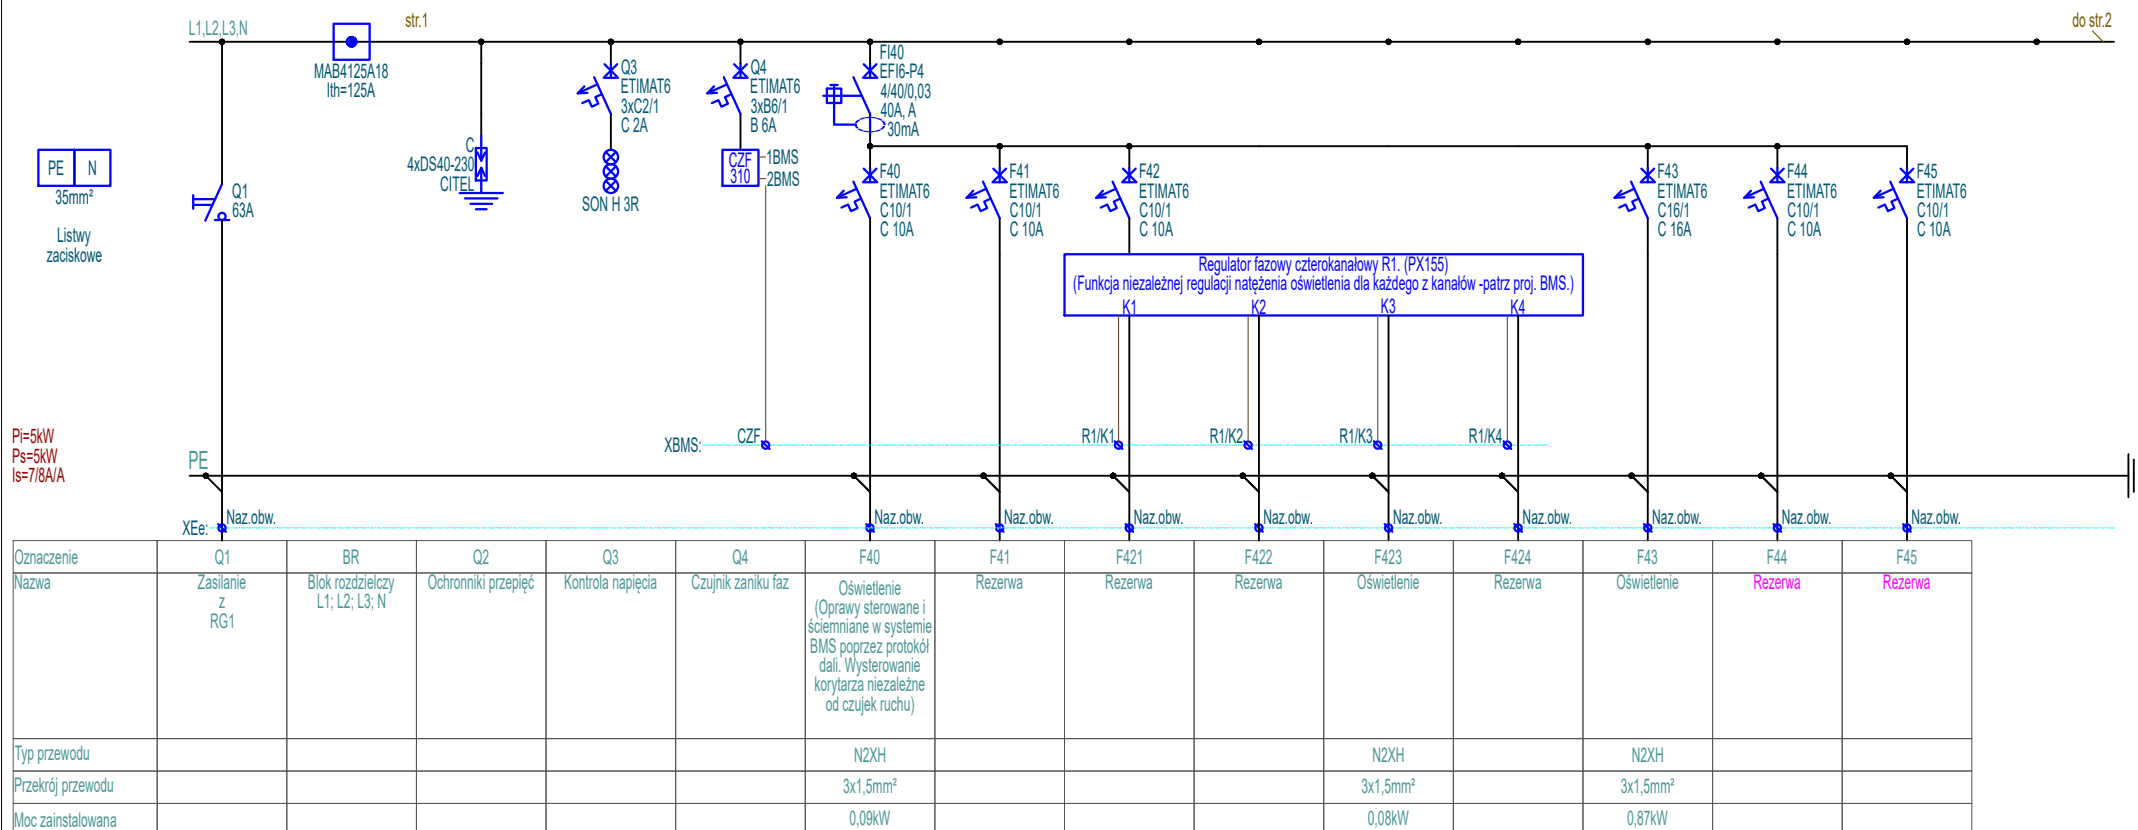 L1,L2,L3,N
str.1
do str.2
MAB4125A18
Ith=125A
Q3
ETIMAT6
3xC2/1
C 2A
Q4
ETIMAT6
3xB6/1
B 6A
FI40
EFI6-P4
4/40/0,03
40A, A
30mA
PE N
35mm²
Listwy
zaciskowe
Q1
63A
C
4xDS40-230
CITEL
SON H 3R
CZF
310
1BMS
2BMS
F40
ETIMAT6
C10/1
C 10A
F41
ETIMAT6
C10/1
C 10A
F42
ETIMAT6
C10/1
C 10A
F43
ETIMAT6
C16/1
C 16A
F44
ETIMAT6
C10/1
C 10A
F45
ETIMAT6
C10/1
C 10A
Regulator fazowy czterokanałowy R1. (PX155)
(Funkcja niezależnej regulacji natężenia oświetlenia dla każdego z kanałów -patrz proj. BMS.)
K1 K2 K3 K4
Pi=5kW
Ps=5kW
Is=7/8A/A
XBMS: CZF R1/K1 R1/K2 R1/K3 R1/K4
PE
XEe: Naz.obw. Naz.obw. Naz.obw. Naz.obw. Naz.obw. Naz.obw. Naz.obw. Naz.obw. Naz.obw. Naz.obw.
Oznaczenie Q1 BR Q2 Q3 Q4 F40 F41 F421 F422 F423 F424 F43 F44 F45
Nazwa
Zasilanie
z
RG1
Blok rozdzielczy
L1; L2; L3; N
Ochronniki przepięć
Kontrola napięcia
Czujnik zaniku faz
Oświetlenie
(Oprawy sterowane i
ściemniane w systemie
BMS poprzez protokół
dali. Wysterowanie
korytarza niezależne
od czujek ruchu)
Rezerwa
Rezerwa
Rezerwa
Oświetlenie
Rezerwa
Oświetlenie
Rezerwa
Rezerwa
Typ przewodu N2XH N2XH N2XH
Przekrój przewodu 3x1,5mm² 3x1,5mm² 3x1,5mm²
Moc zainstalowana 0,09kW 0,08kW 0,87kW